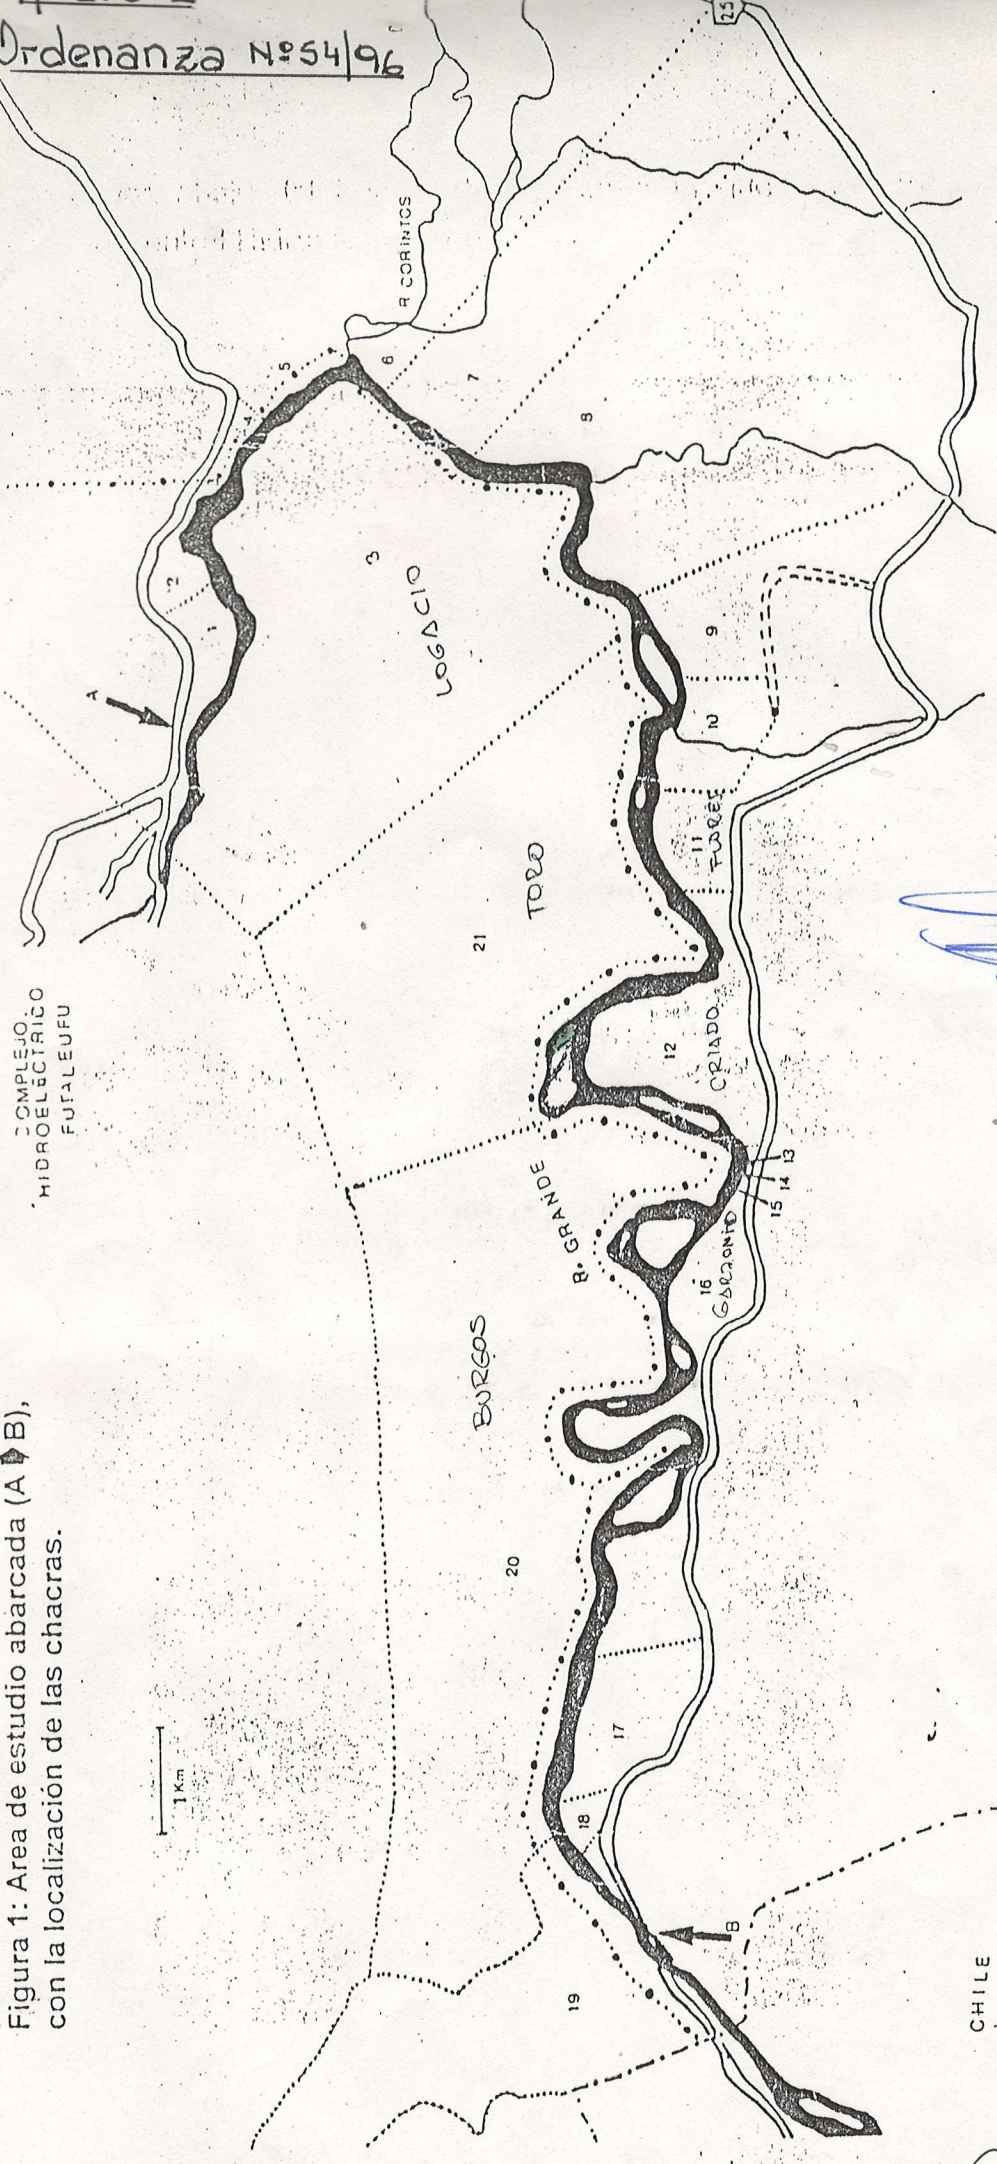 Ordenanza Nº 54/96
Figura 1: Area de estudio abarcada (A B),
con la localización de las chacras.
COMPLEJO
HIDROELECTRICO
FUTALEUFU
1 Km
25
R CORINTOS
A
1
2
3
5
6
7
8
LOGACIO
9
10
11
FLORES
TORO
21
12
CRIADO
13
14
15
16
R. GRANDE
BURGOS
20
17
18
19
B
CHILE